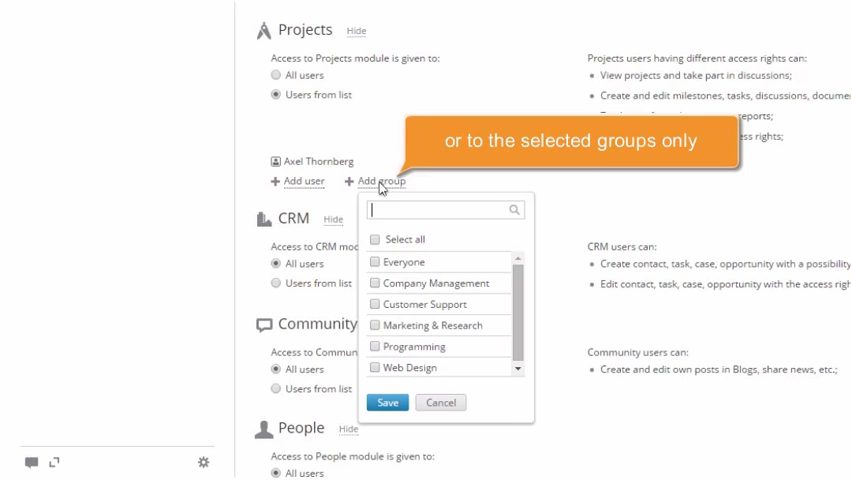 Projects Hide
Access to Projects module is given to:
All users
Users from list
Projects users having different access rights can:
View projects and take part in discussions;
Create and edit milestones, tasks, discussions,
reports;
rights;
or to the selected groups only
Axel Thornberg
Add user Add group
Select all
Everyone
Company Management
Customer Support
Marketing & Research
Programming
Web Design
Save Cancel
CRM Hide
Access to CRM
All users
Users from list
CRM users can:
Create contact, task, case, opportunity with a possibility
Edit contact, task, case, opportunity with the access
Community
Access to
All users
Users from list
Community users can:
Create and edit own posts in Blogs, share news, etc.;
People Hide
Access to People module is given to:
All users